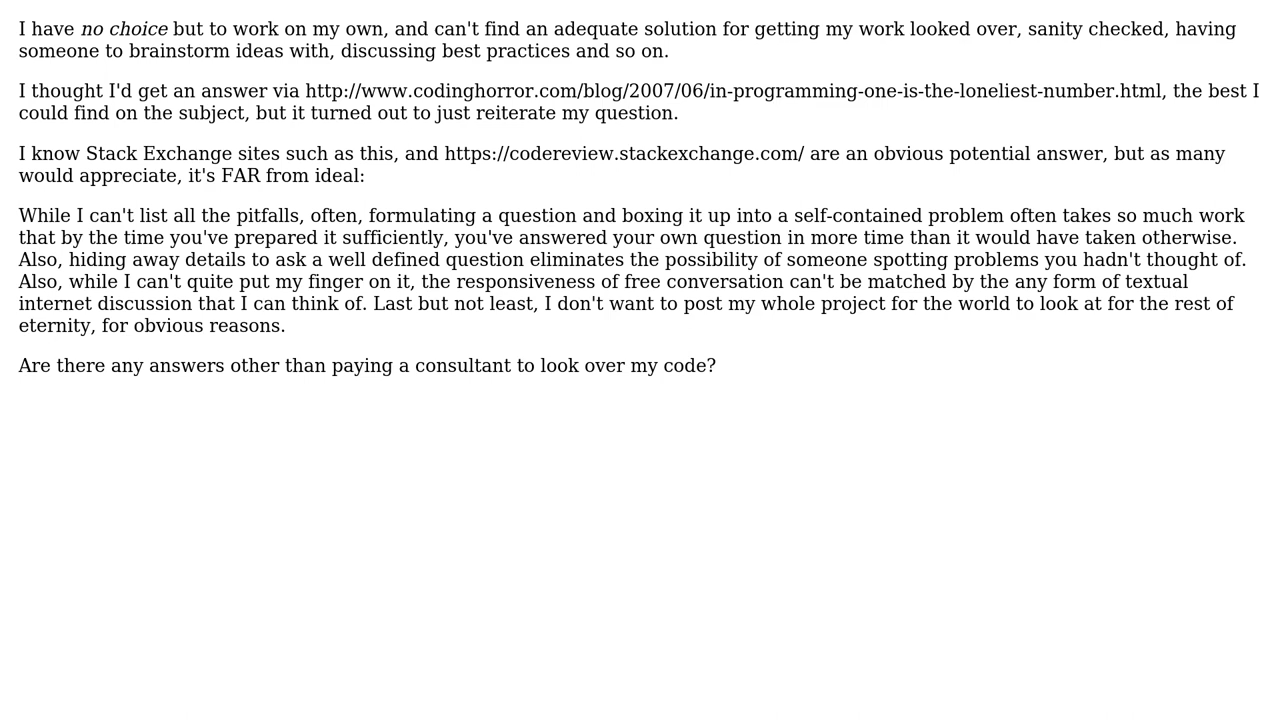 I have no choice but to work on my own, and can't find an adequate solution for getting my work looked over, sanity checked, having
someone to brainstorm ideas with, discussing best practices and so on.
I thought I'd get an answer via http://www.codinghorror.com/blog/2007/06/in-programming-one-is-the-loneliest-number.html, the best I
could find on the subject, but it turned out to just reiterate my question.
I know Stack Exchange sites such as this, and https://codereview.stackexchange.com/ are an obvious potential answer, but as many
would appreciate, it's FAR from ideal:
While I can't list all the pitfalls, often, formulating a question and boxing it up into a self-contained problem often takes so much work
that by the time you've prepared it sufficiently, you've answered your own question in more time than it would have taken otherwise.
Also, hiding away details to ask a well defined question eliminates the possibility of someone spotting problems you hadn't thought of.
Also, while I can't quite put my finger on it, the responsiveness of free conversation can't be matched by the any form of textual
internet discussion that I can think of. Last but not least, I don't want to post my whole project for the world to look at for the rest of
eternity, for obvious reasons.
Are there any answers other than paying a consultant to look over my code?